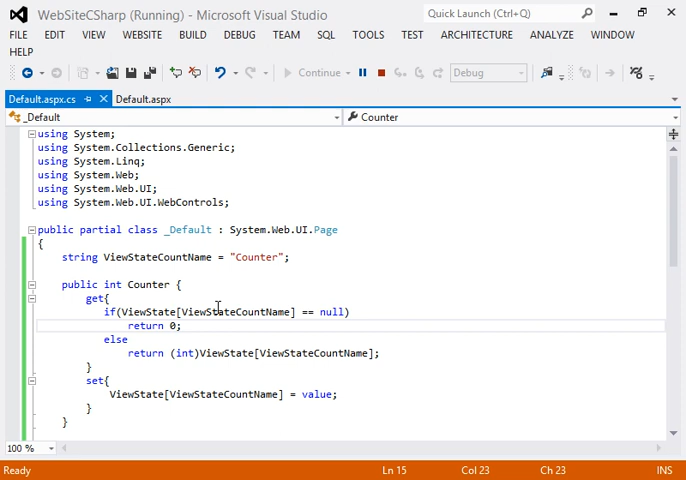 WebSiteCSharp (Running) - Microsoft Visual Studio
Quick Launch (Ctrl+Q)
FILE EDIT VIEW WEBSITE BUILD DEBUG TEAM SQL TOOLS TEST ARCHITECTURE ANALYZE WINDOW
HELP
Continue Debug
Default.aspx.cs Default.aspx
_Default Counter
using System;
using System.Collections.Generic;
using System.Linq;
using System.Web;
using System.Web.UI;
using System.Web.UI.WebControls;
public partial class _Default : System.Web.UI.Page
{
string ViewStateCountName = "Counter";
public int Counter {
get{
if(ViewState[ViewStateCountName] == null)
return 0;
else
return (int)ViewState[ViewStateCountName];
}
set{
ViewState[ViewStateCountName] = value;
}
}
100 %
Ready Ln 15 Col 23 Ch 23 INS